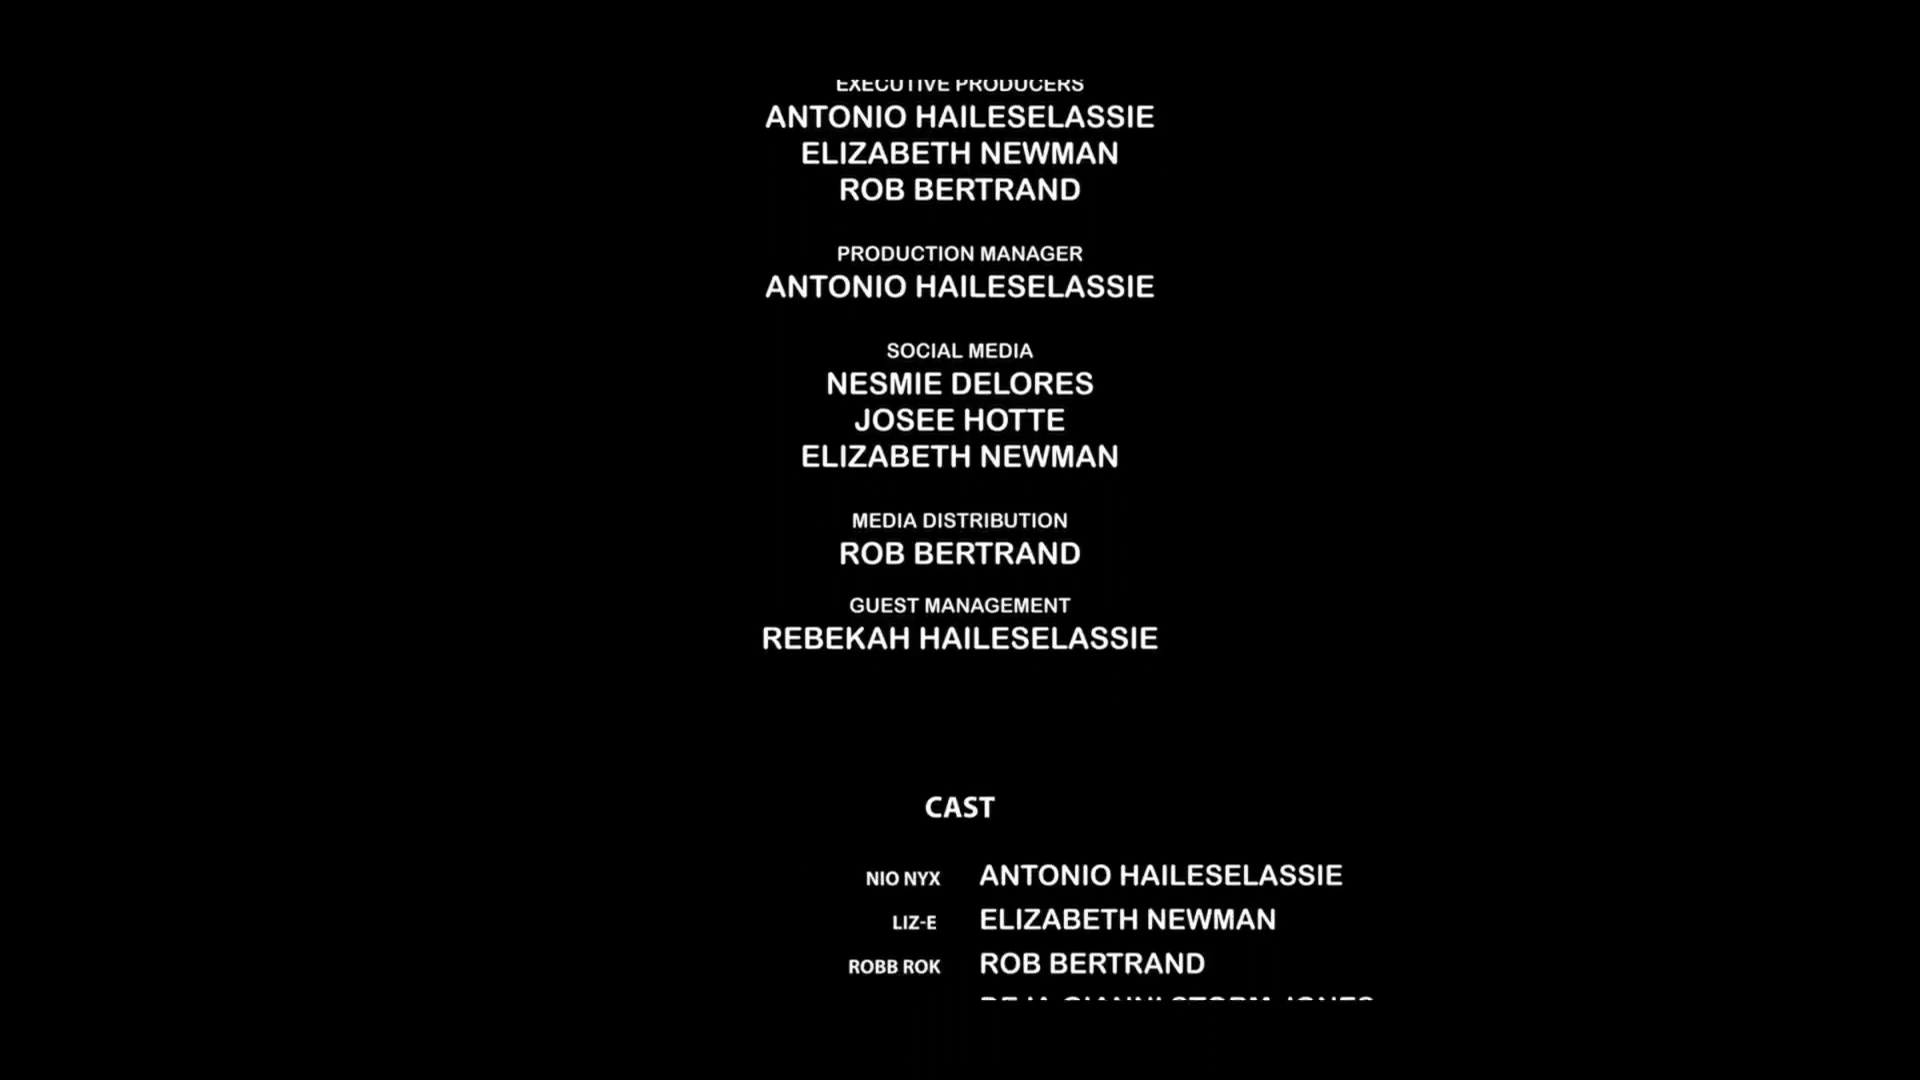 EXECUTIVE PRODUCERS
ANTONIO HAILESELASSIE
ELIZABETH NEWMAN
ROB BERTRAND
PRODUCTION MANAGER
ANTONIO HAILESELASSIE
SOCIAL MEDIA
NESMIE DELORES
JOSEE HOTTE
ELIZABETH NEWMAN
MEDIA DISTRIBUTION
ROB BERTRAND
GUEST MANAGEMENT
REBEKAH HAILESELASSIE
CAST
NIO NYX ANTONIO HAILESELASSIE
LIZ-E ELIZABETH NEWMAN
ROBB ROK ROB BERTRAND